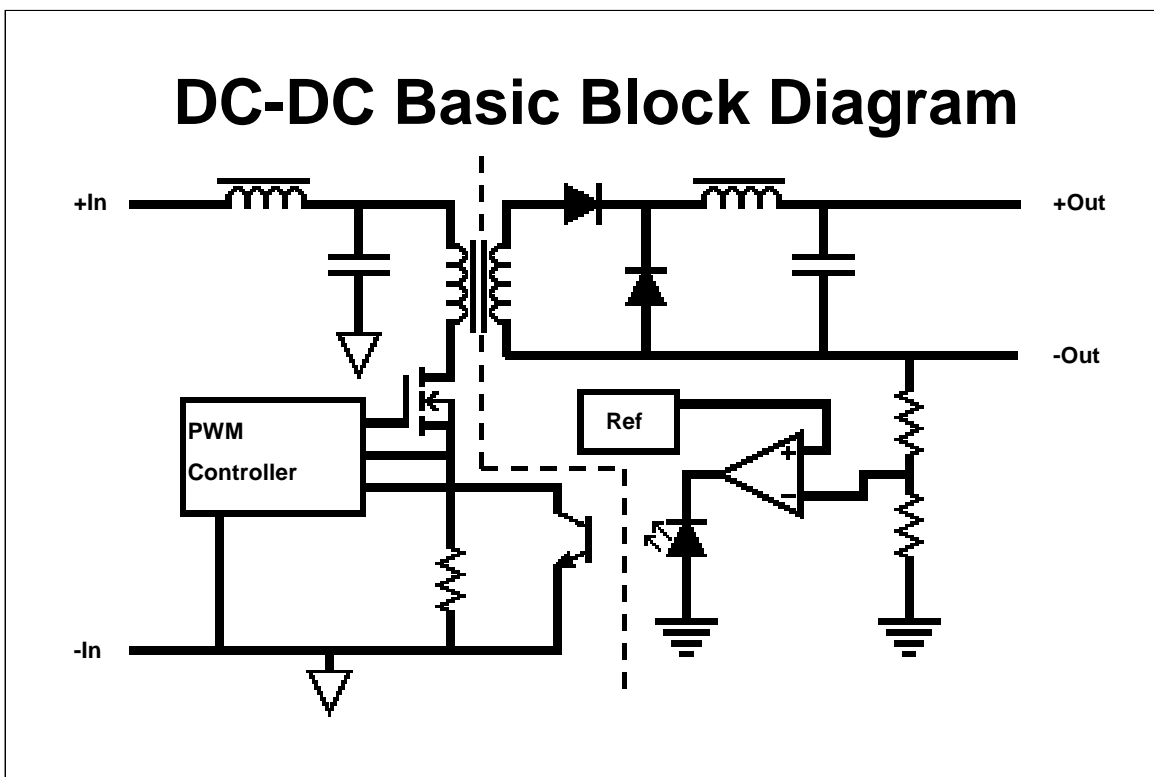 DC-DC Basic Block Diagram
+In
+Out
-Out
PWM
Controller
Ref
+
−
-In